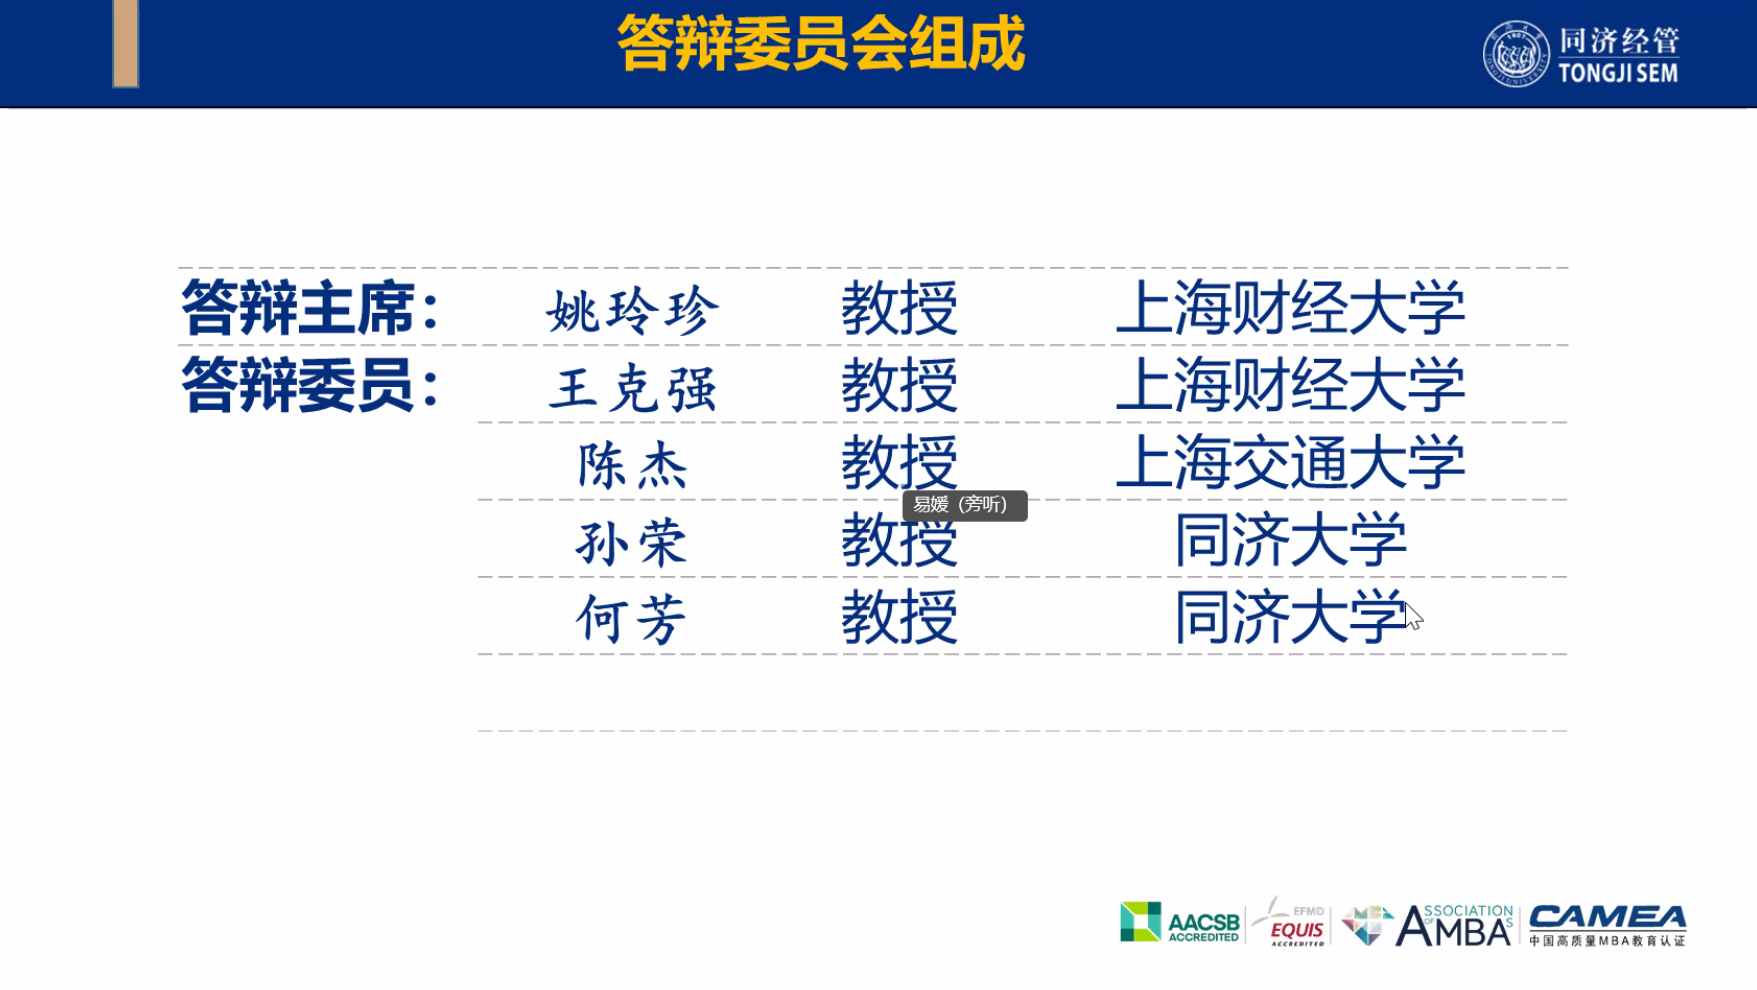 答辩委员会组成
同济经管
TONGJI SEM
答辩主席： 姚玲珍 教授 上海财经大学
答辩委员： 王克强 教授 上海财经大学
陈杰 教授 上海交通大学
易媛（旁听）
孙荣 教授 同济大学
何芳 教授 同济大学
AACSB
ACCREDITED
EFMD
EQUIS
ACCREDITED
ASSOCIATION
OF
AMBAS
CAMEA
中国高质量MBA教育认证